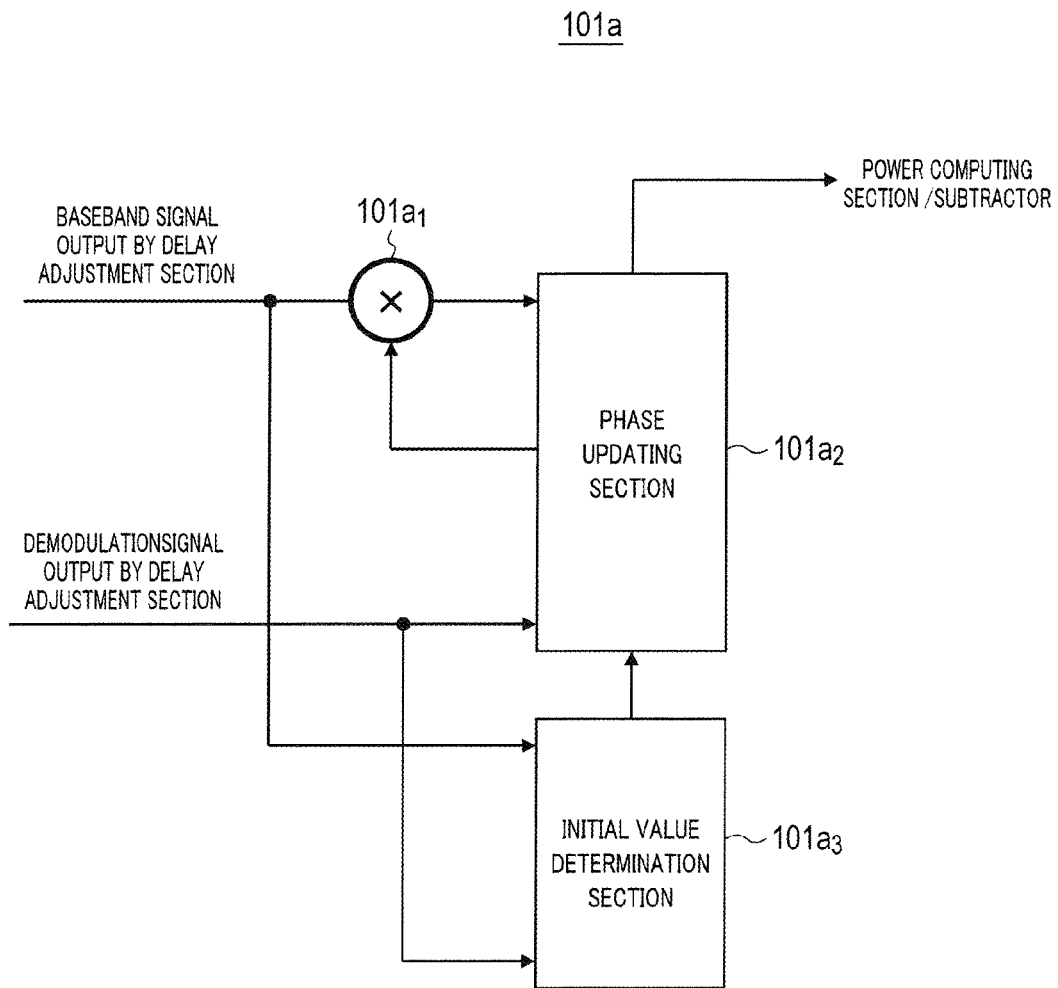 101a
POWER COMPUTING
SECTION /SUBTRACTOR
BASEBAND SIGNAL
OUTPUT BY DELAY
ADJUSTMENT SECTION
101a1
×
PHASE
UPDATING
SECTION
101a2
DEMODULATIONSIGNAL
OUTPUT BY DELAY
ADJUSTMENT SECTION
INITIAL VALUE
DETERMINATION
SECTION
101a3